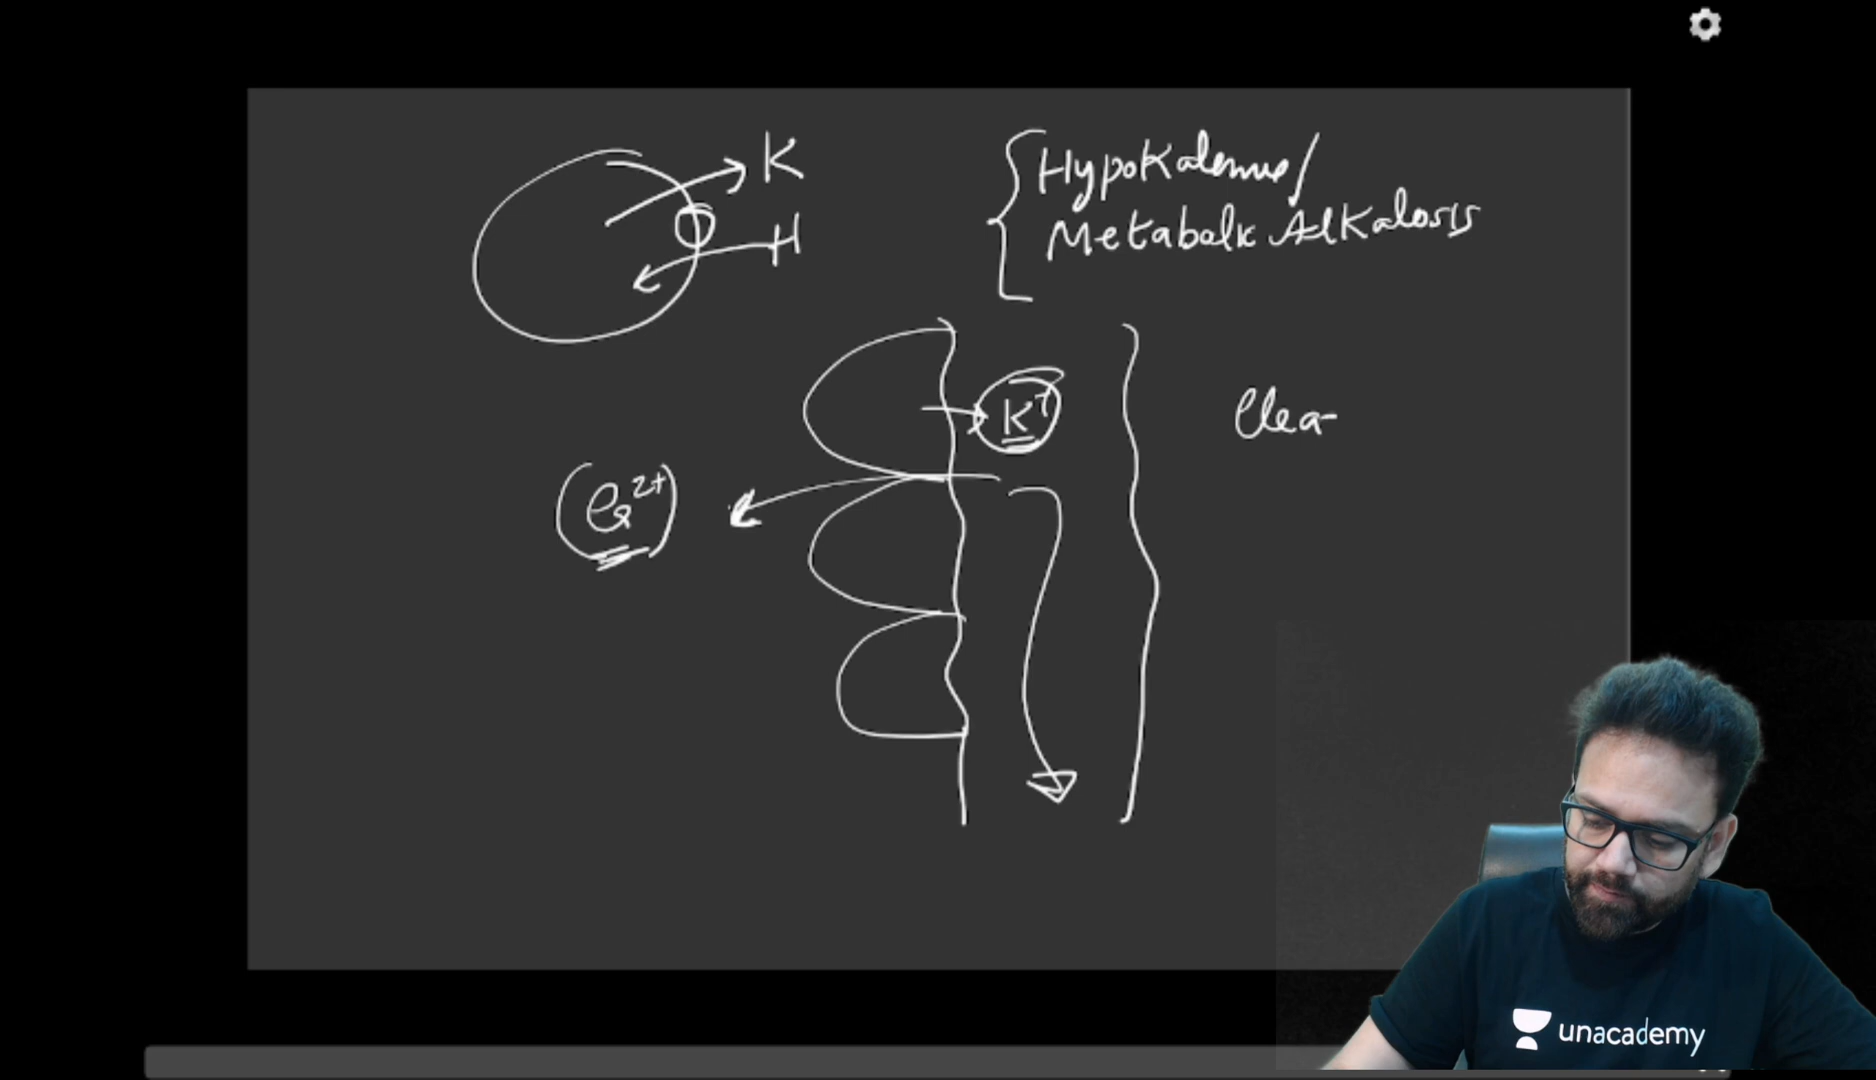 K
H
HypoKalemia/
Metabolic AlKalosis
K+
Ca2+
Clea
unacademy